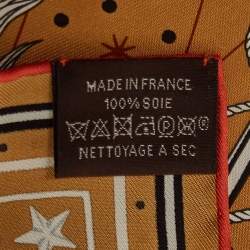 MADE IN FRANCE
100% SOIE
NETTOYAGE A SEC